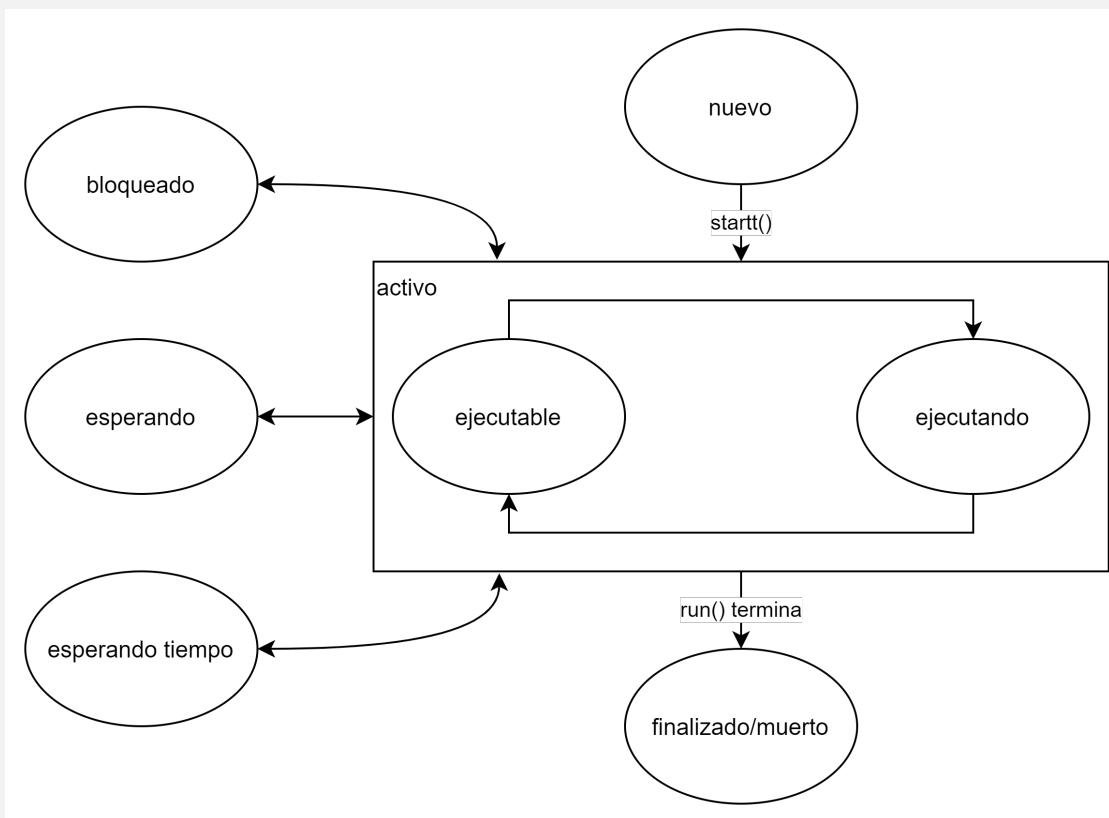 nuevo
bloqueado
startt()
activo
esperando
ejecutable
ejecutando
run() termina
esperando tiempo
finalizado/muerto